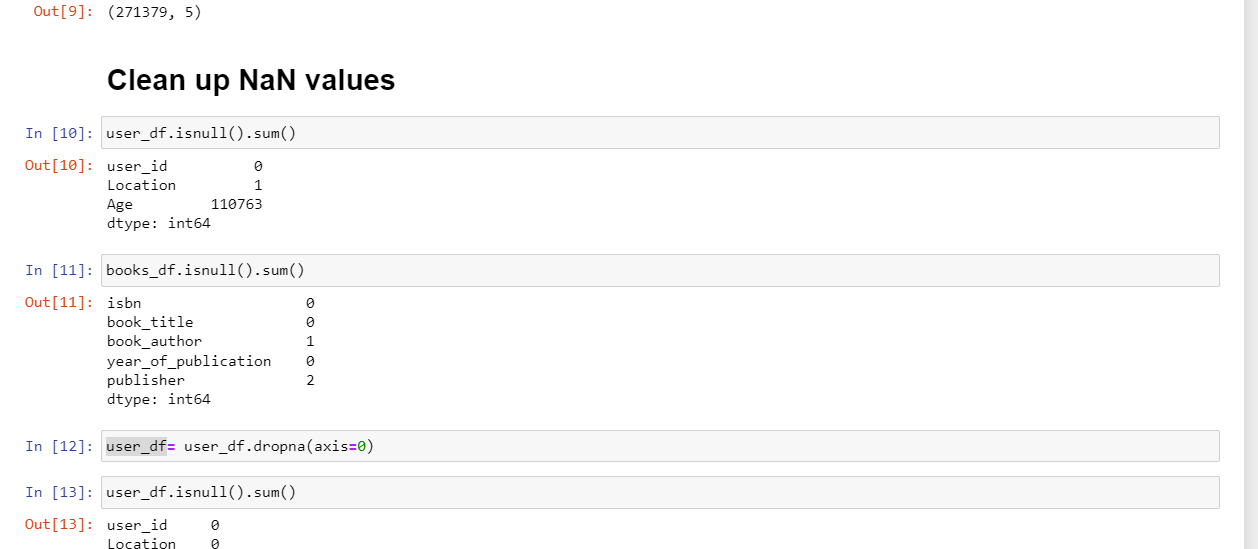 Out[9]: (271379, 5)
Clean up NaN values
In [10]: user_df.isnull().sum()
Out[10]: user_id 0
Location 1
Age 110763
dtype: int64
In [11]: books_df.isnull().sum()
Out[11]: isbn 0
book_title 0
book_author 1
year_of_publication 0
publisher 2
dtype: int64
In [12]: user_df= user_df.dropna(axis=0)
In [13]: user_df.isnull().sum()
Out[13]: user_id 0
Location 0